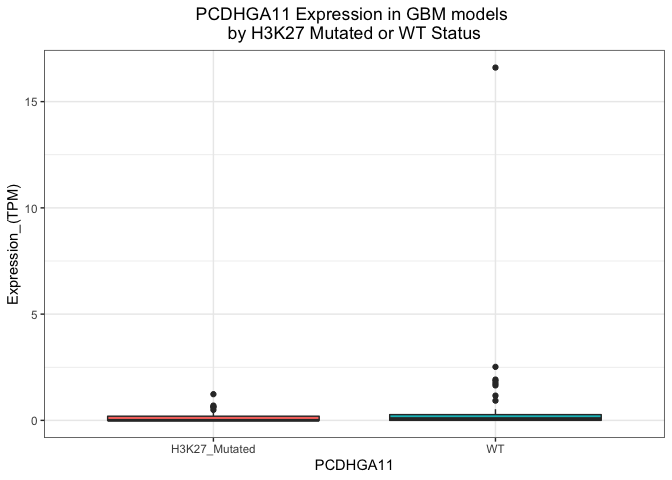 PCDHGA11 Expression in GBM models
by H3K27 Mutated or WT Status
Expression_(TPM)
15
10
5
0
H3K27_Mutated
WT
PCDHGA11